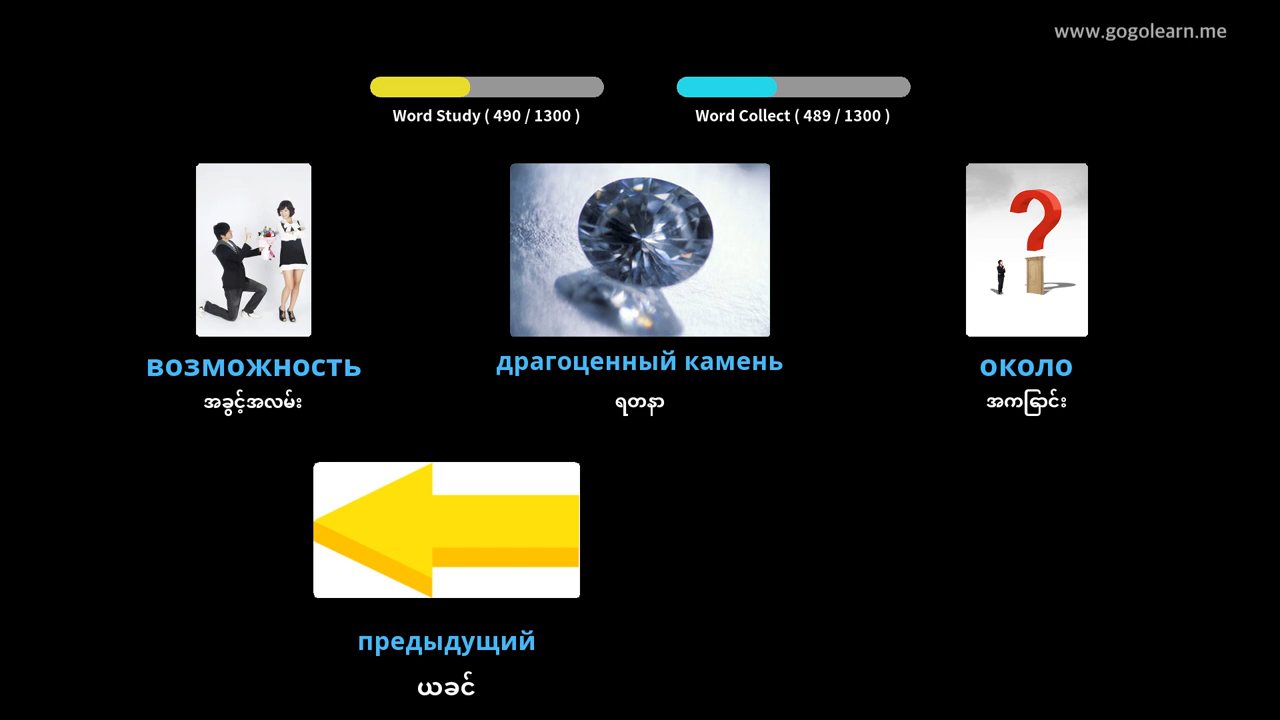 www.gogolearn.me
Word Study ( 490 / 1300 )
Word Collect ( 489 / 1300 )
возможность
အခွင့်အလမ်း
драгоценный камень
ရတနာ
около
အကြောင်း
предыдущий
ယခင်